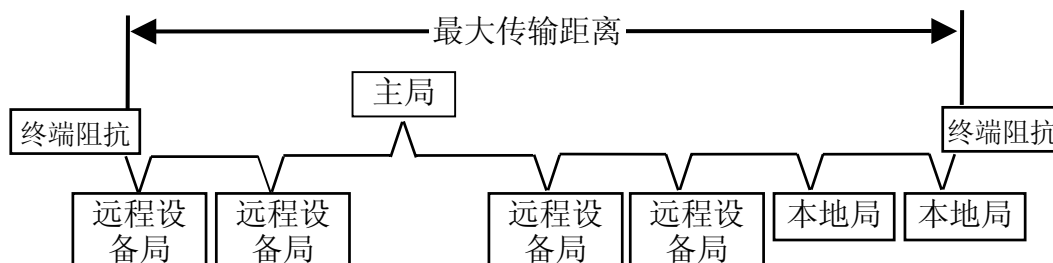 最大传输距离
主局
终端阻抗
终端阻抗
远程设
备局
远程设
备局
远程设
备局
远程设
备局
本地局
本地局